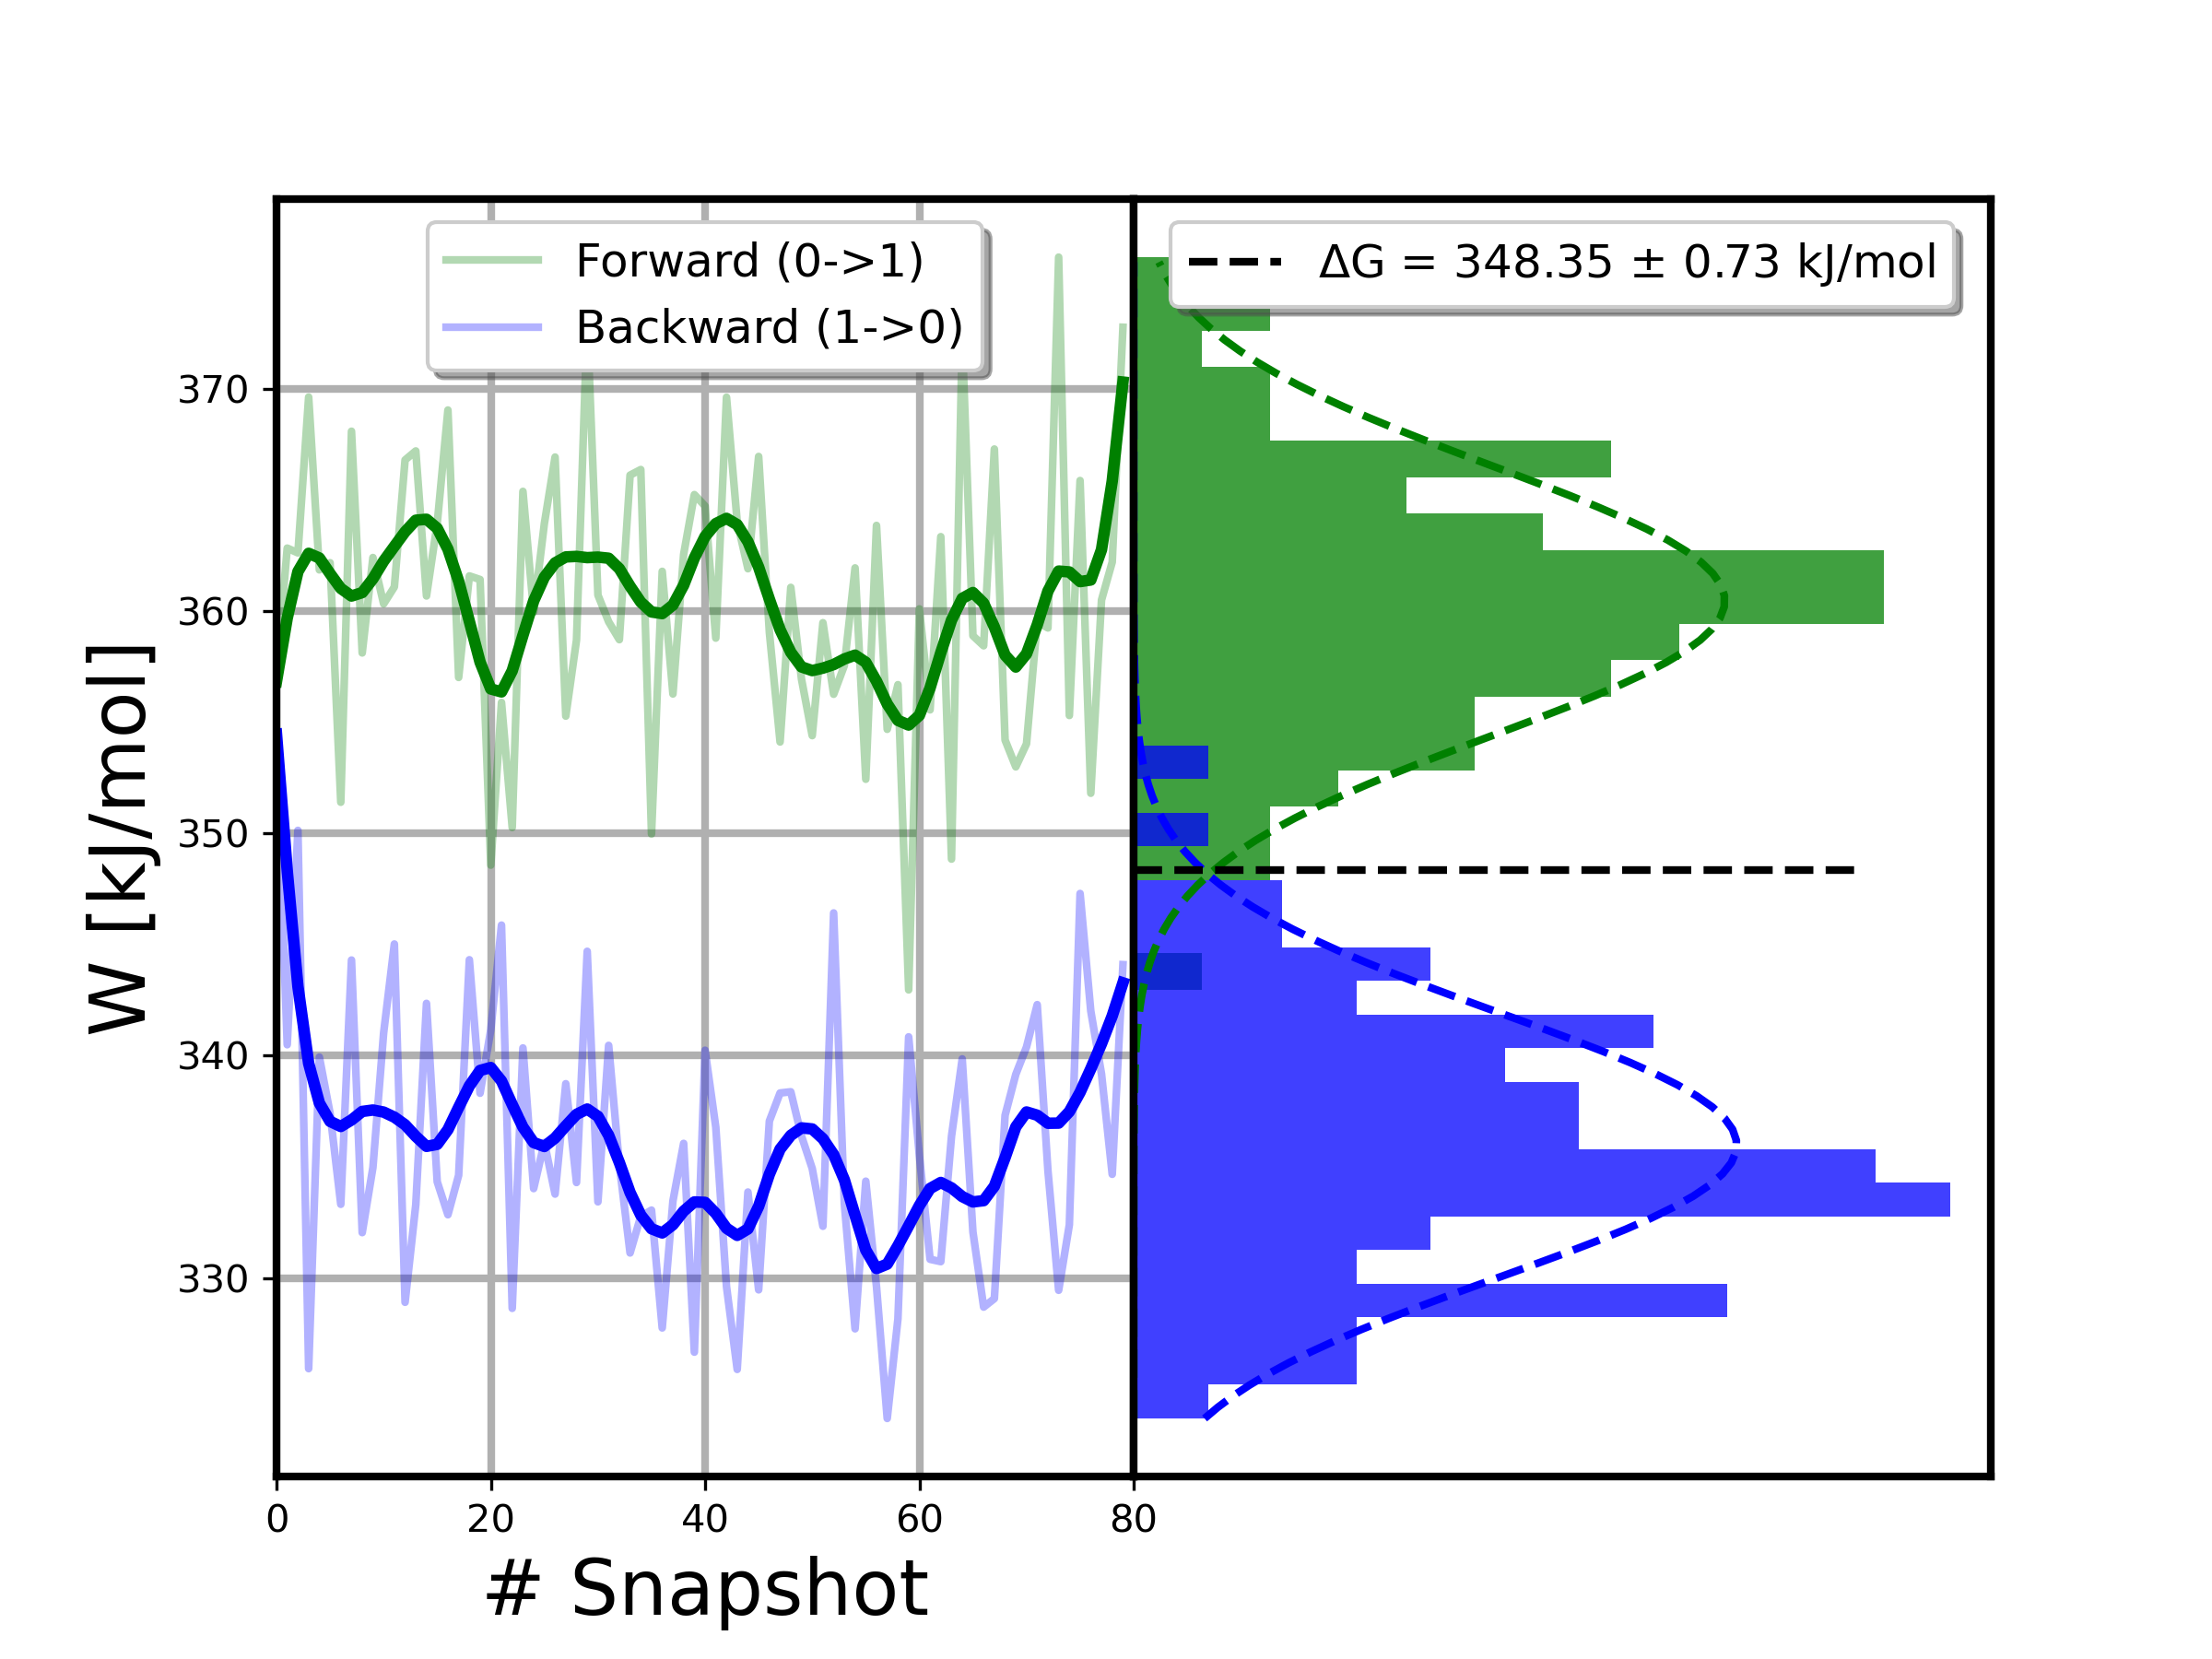 Forward (0->1)
Backward (1->0)
ΔG = 348.35 ± 0.73 kJ/mol
370
360
350
340
330
W [kJ/mol]
0 20 40 60 80
# Snapshot